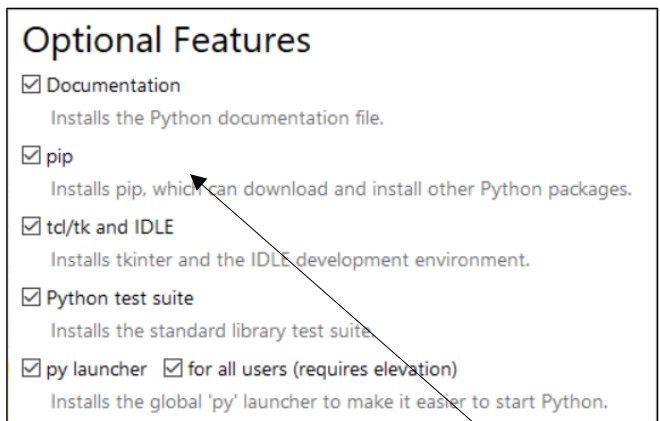 Optional Features
Documentation
Installs the Python documentation file.
pip
Installs pip, which can download and install other Python packages.
tcl/tk and IDLE
Installs tkinter and the IDLE development environment.
Python test suite
Installs the standard library test suite.
py launcher for all users (requires elevation)
Installs the global 'py' launcher to make it easier to start Python.